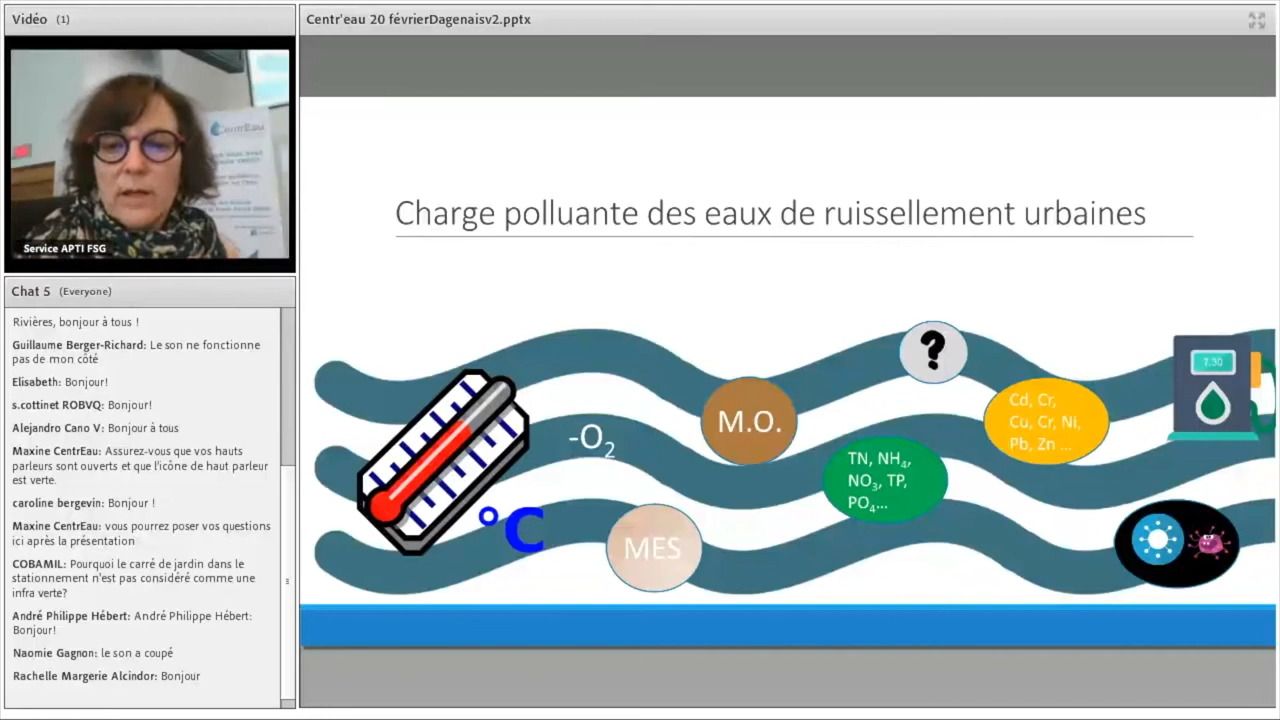 Vidéo (1)
CentrEau
Service APTI FSG
Chat 5 (Everyone)
Rivières, bonjour à tous !
Guillaume Berger-Richard: Le son ne fonctionne
pas de mon côté
Elisabeth: Bonjour!
s.cottinet ROBVQ: Bonjour!
Alejandro Cano V: Bonjour à tous
Maxine CentrEau: Assurez-vous que vos hauts
parleurs sont ouverts et que l'icône de haut parleur
est verte.
caroline bergevin: Bonjour !
Maxine CentrEau: vous pourrez poser vos questions
ici après la présentation
COBAMIL: Pourquoi le carré de jardin dans le
stationnement n'est pas considéré comme une
infra verte?
André Philippe Hébert: André Philippe Hébert:
Bonjour!
Naomie Gagnon: le son a coupé
Rachelle Margerie Alcindor: Bonjour
Centr'eau 20 févrierDagenaisv2.pptx
Charge polluante des eaux de ruissellement urbaines
?
7.30
Cd, Cr,
Cu, Cr, Ni,
Pb, Zn ...
M.O.
-O₂
TN, NH₄,
NO₃, TP,
PO₄...
°C
MES